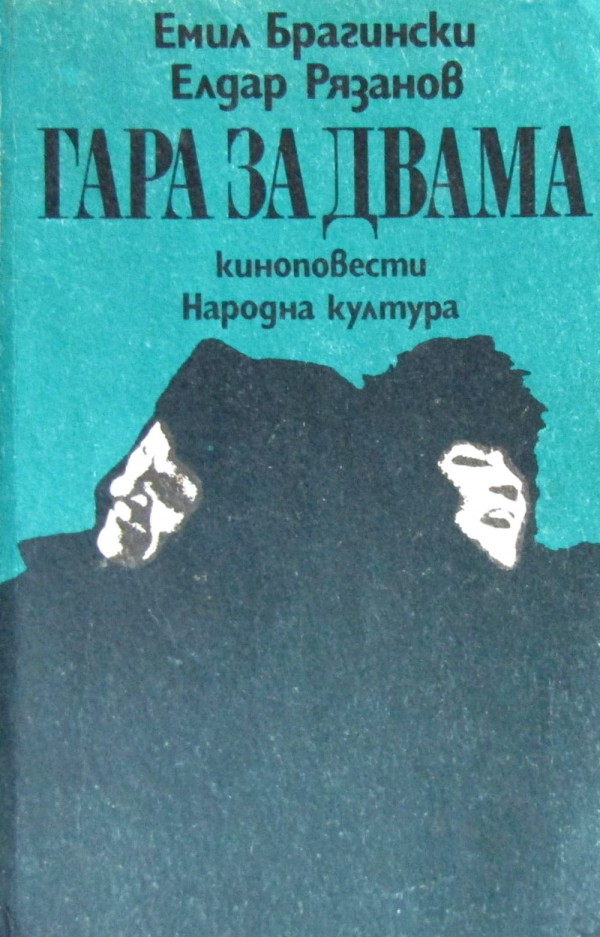 Емил Брагински
Елдар Рязанов
ГАРА ЗА ДВАМА
киноповести
Народна култура